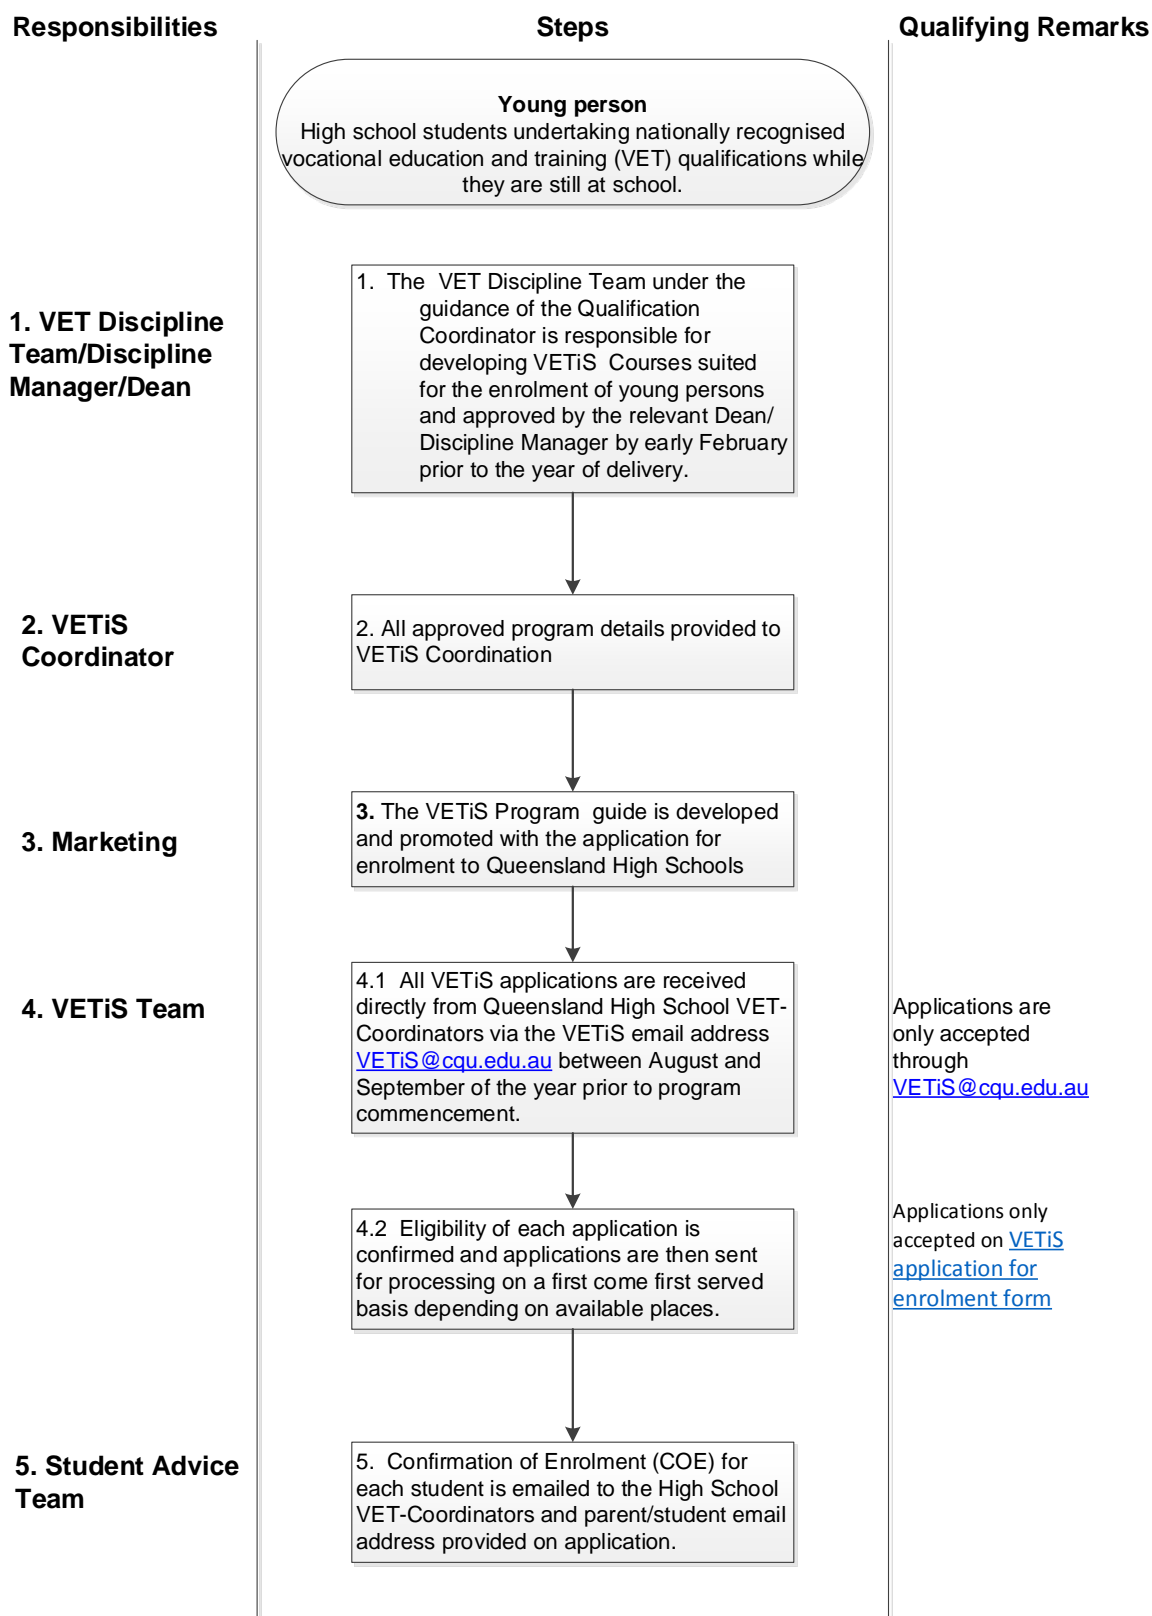 Responsibilities
Steps
Qualifying Remarks
Young person
High school students undertaking nationally recognised
vocational education and training (VET) qualifications while
they are still at school.
1. VET Discipline
Team/Discipline
Manager/Dean
1. The VET Discipline Team under the
guidance of the Qualification
Coordinator is responsible for
developing VETiS Courses suited
for the enrolment of young persons
and approved by the relevant Dean/
Discipline Manager by early February
prior to the year of delivery.
2. VETiS
Coordinator
2. All approved program details provided to
VETiS Coordination
3. Marketing
3. The VETiS Program guide is developed
and promoted with the application for
enrolment to Queensland High Schools
4. VETiS Team
4.1 All VETiS applications are received
directly from Queensland High School VET-
Coordinators via the VETiS email address
VETiS@cqu.edu.au between August and
September of the year prior to program
commencement.
Applications are
only accepted
through
VETiS@cqu.edu.au
4.2 Eligibility of each application is
confirmed and applications are then sent
for processing on a first come first served
basis depending on available places.
Applications only
accepted on VETiS
application for
enrolment form
5. Student Advice
Team
5. Confirmation of Enrolment (COE) for
each student is emailed to the High School
VET-Coordinators and parent/student email
address provided on application.